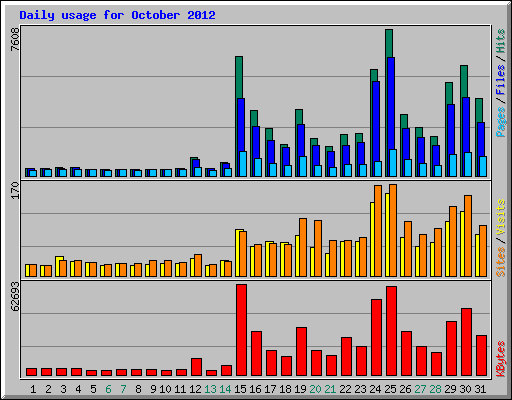 Daily usage for October 2012
7608
Pages / Files / Hits
170
Sites / Visits
62693
KBytes
1 2 3 4 5 6 7 8 9 10 11 12 13 14 15 16 17 18 19 20 21 22 23 24 25 26 27 28 29 30 31